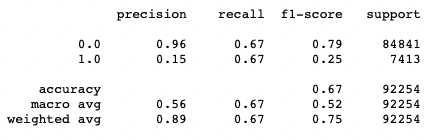 precision recall f1-score support
0.0 0.96 0.67 0.79 84841
1.0 0.15 0.67 0.25 7413
accuracy 0.67 92254
macro avg 0.56 0.67 0.52 92254
weighted avg 0.89 0.67 0.75 92254